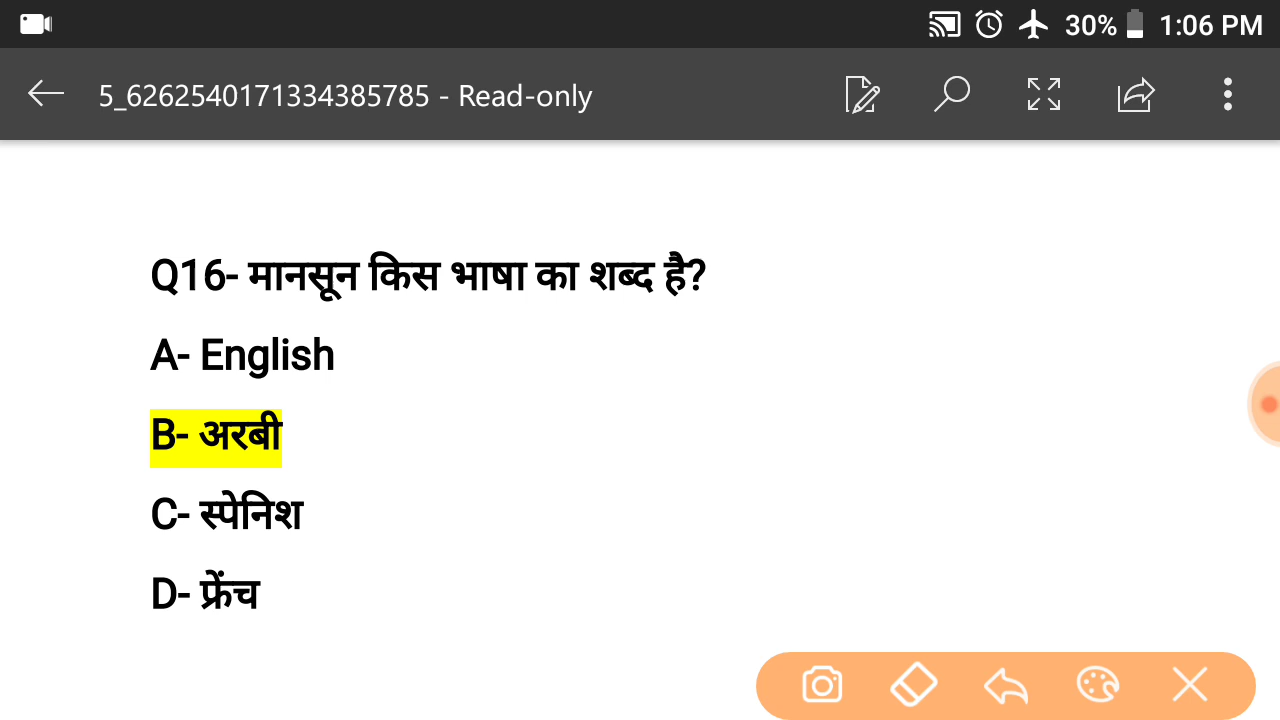 30% 1:06 PM
5_6262540171334385785 - Read-only
Q16- मानसून किस भाषा का शब्द है?
A- English
B- अरबी
C- स्पेनिश
D- फ्रेंच